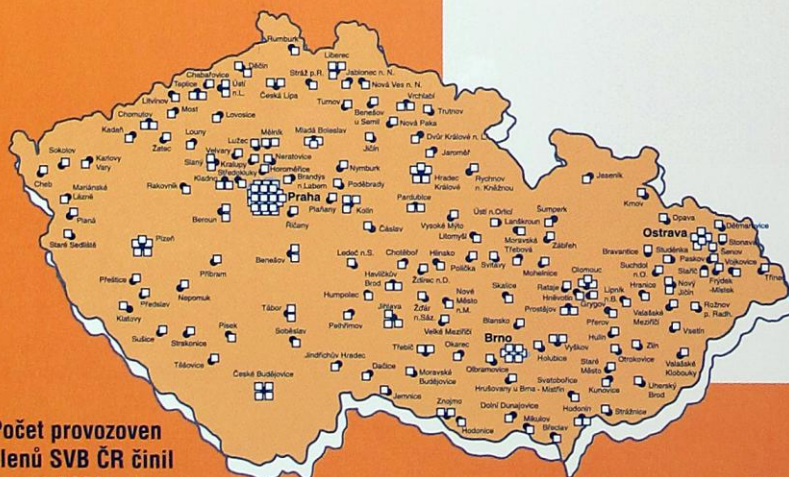 Rumburk
Děčín
Liberec
Chabařovice
Teplice
Ústí
n.L.
Stráž p.R.
Jablonec n. N.
Nová Ves n. N.
Litvínov
Most
Česká Lípa
Turnov
Benešov
u Semil
Vrchlabí
Trutnov
Chomutov
Lovosice
Nová Paka
Kadaň
Žatec
Louny
Lužec
Mělník
Mladá Boleslav
Jičín
Dvůr Králové n. L.
Velvary
Jaroměř
Sokolov
Karlovy
Vary
Slaný
Kralupy
Neratovice
Nymburk
Hradec
Králové
Rychnov
n. Kněžnou
Jeseník
Cheb
Mariánské
Lázně
Rakovník
Kladno
Středokluky
Horoměřice
Brandýs
n.Labem
Poděbrady
Krnov
Praha
Pardubice
Planá
Beroun
Říčany
Plaňany
Kolín
Čáslav
Vysoké Mýto
Ústí n.Orlicí
Lanškroun
Šumperk
Opava
Dětmarovice
Staré Sedliště
Plzeň
Litomyšl
Moravská
Třebová
Zábřeh
Ostrava
Stonava
Šenov
Bravantice
Studénka
Paskov
Vojkovice
Benešov
Ledeč n.S.
Chotěboř
Hlinsko
Polička
Svitavy
Mohelnice
Suchdol
n.O.
Staříč
Frýdek
-Místek
Třinec
Přeštice
Příbram
Havlíčkův
Brod
Ždírec n.D.
Olomouc
Hranice
Nový
Jičín
Předslav
Nepomuk
Humpolec
Jihlava
Žďár
n.Sáz.
Nové
Město
n.M.
Skalice
Rataje
Hněvotín
Lipník
n.B.
Grygov
Rožnov
p. Radh.
Klatovy
Tábor
Pelhřimov
Velké Meziříčí
Prostějov
Valašské
Meziříčí
Sušice
Strakonice
Písek
Soběslav
Blansko
Přerov
Vsetín
Třebíč
Okarec
Brno
Vyškov
Hulín
Zlín
Tělšovice
Jindřichův Hradec
Holubice
Otrokovice
Valašské
Klobouky
České Budějovice
Dačice
Moravské
Budějovice
Olbramovice
Svatobořice
- Mistřín
Staré
Město
Hrušovany u Brna
Kunovice
Uherský
Brod
Jemnice
Znojmo
Dolní Dunajovice
Hodonín
Strážnice
Hodonice
Mikulov
Břeclav
Počet provozoven
lenů SVB ČR činil